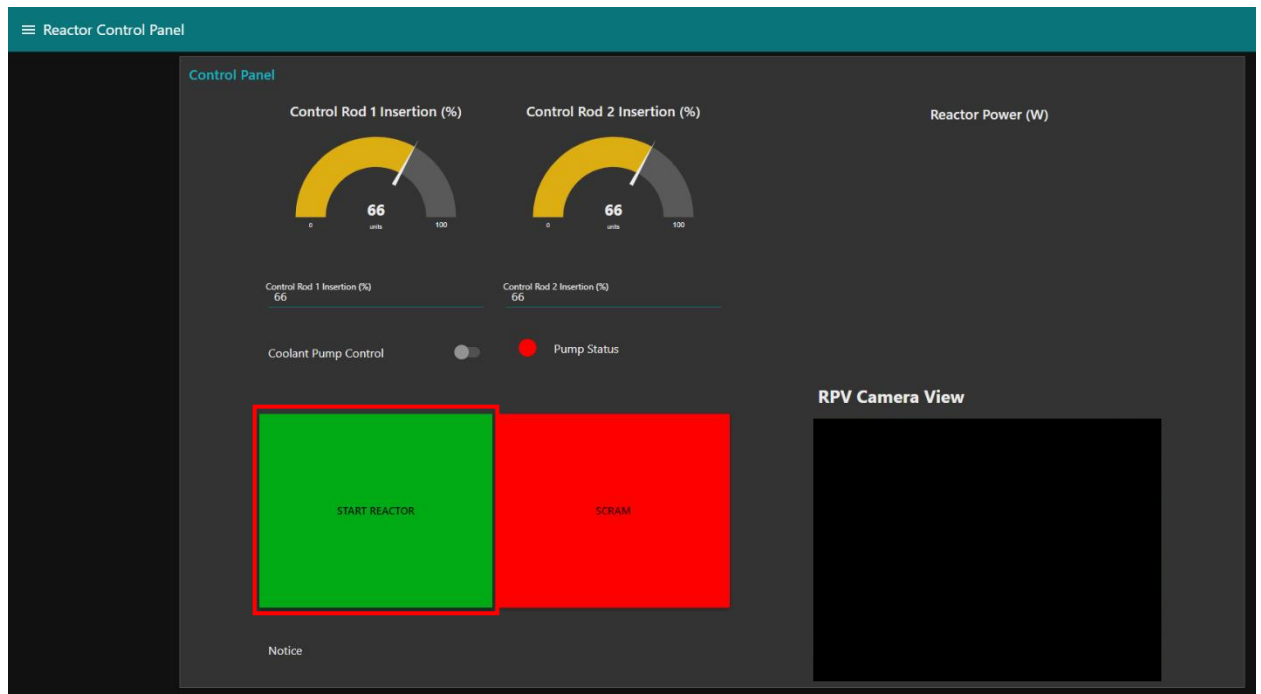 Reactor Control Panel
Control Panel
Control Rod 1 Insertion (%)
Control Rod 2 Insertion (%)
Reactor Power (W)
66
units
0
100
66
units
0
100
Control Rod 1 Insertion (%)
66
Control Rod 2 Insertion (%)
66
Coolant Pump Control
Pump Status
RPV Camera View
START REACTOR
SCRAM
Notice